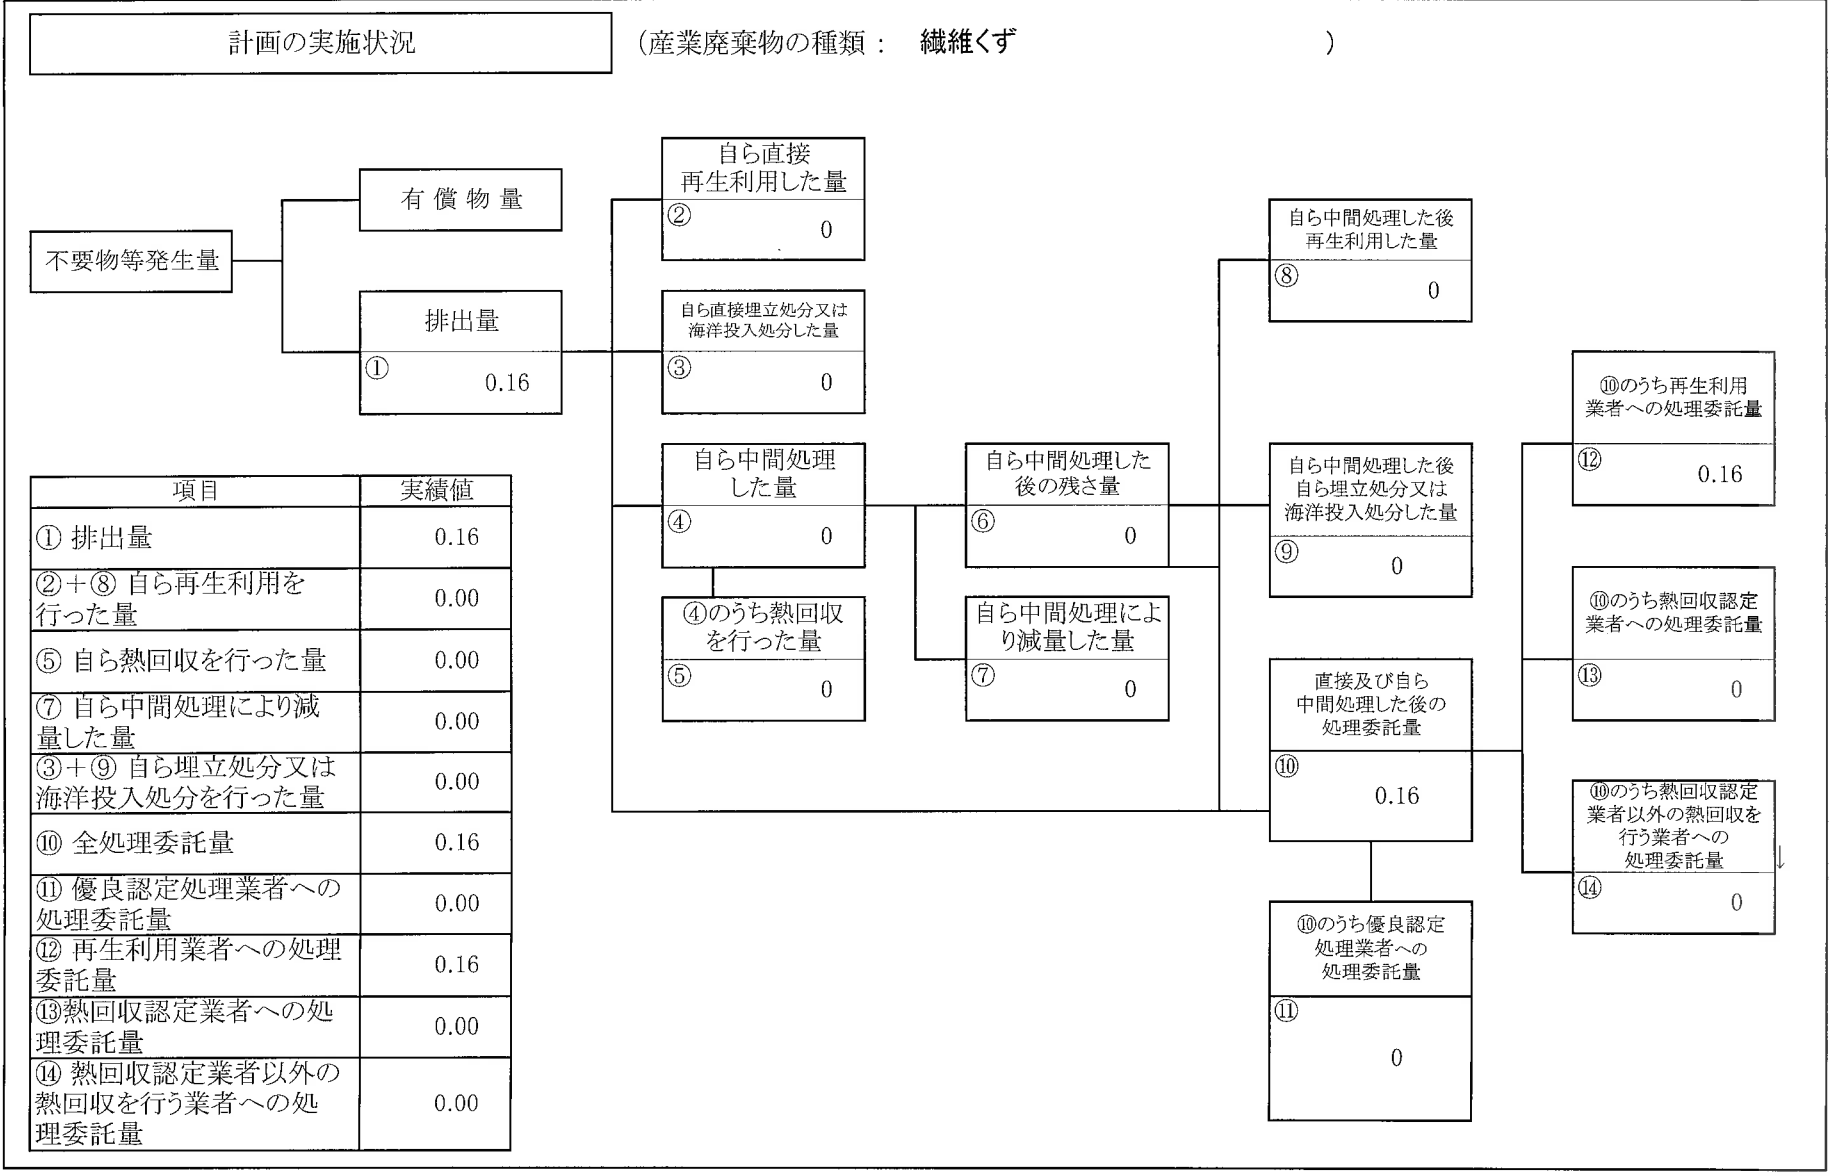 計画の実施状況
（産業廃棄物の種類： 繊維くず ）
不要物等発生量
有償物量
排出量
①
0.16
自ら直接
再生利用した量
②
0
自ら直接埋立処分又は
海洋投入処分した量
③
0
自ら中間処理
した量
④
0
④のうち熱回収
を行った量
⑤
0
自ら中間処理した
後の残さ量
⑥
0
自ら中間処理によ
り減量した量
⑦
0
自ら中間処理した後
再生利用した量
⑧
0
自ら中間処理した後
自ら埋立処分又は
海洋投入処分した量
⑨
0
直接及び自ら
中間処理した後の
処理委託量
⑩
0.16
⑩のうち優良認定
処理業者への
処理委託量
⑪
0
⑩のうち再生利用
業者への処理委託量
⑫
0.16
⑩のうち熱回収認定
業者への処理委託量
⑬
0
⑩のうち熱回収認定
業者以外の熱回収を
行う業者への
処理委託量
↓
⑭
0
項目 実績値
① 排出量 0.16
②＋⑧ 自ら再生利用を
行った量 0.00
⑤ 自ら熱回収を行った量 0.00
⑦ 自ら中間処理により減
量した量 0.00
③＋⑨ 自ら埋立処分又は
海洋投入処分を行った量 0.00
⑩ 全処理委託量 0.16
⑪ 優良認定処理業者への
処理委託量 0.00
⑫ 再生利用業者への処理
委託量 0.16
⑬熱回収認定業者への処
理委託量 0.00
⑭ 熱回収認定業者以外の
熱回収を行う業者への処
理委託量 0.00